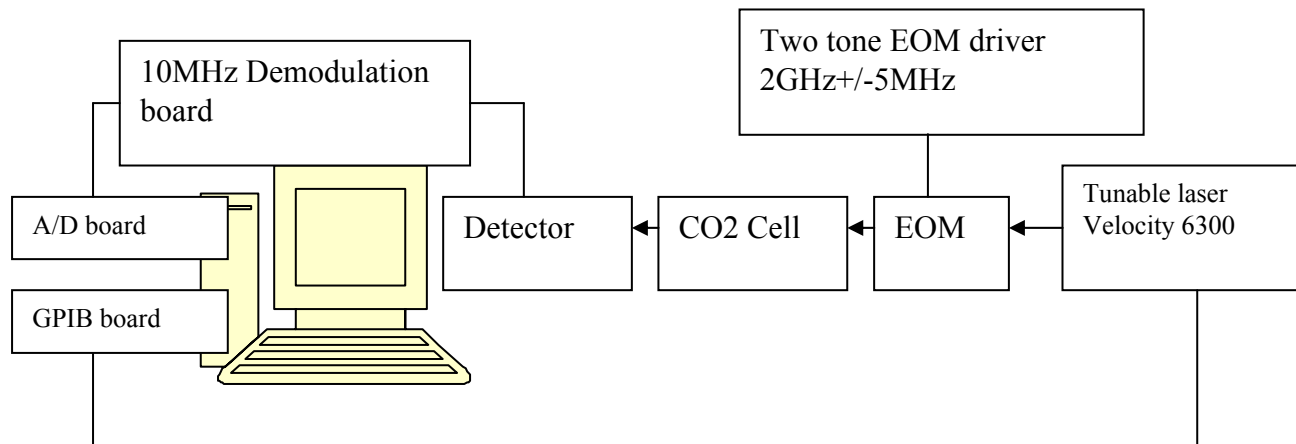 10MHz Demodulation
board
Two tone EOM driver
2GHz+/-5MHz
A/D board
GPIB board
Detector
CO2 Cell
EOM
Tunable laser
Velocity 6300